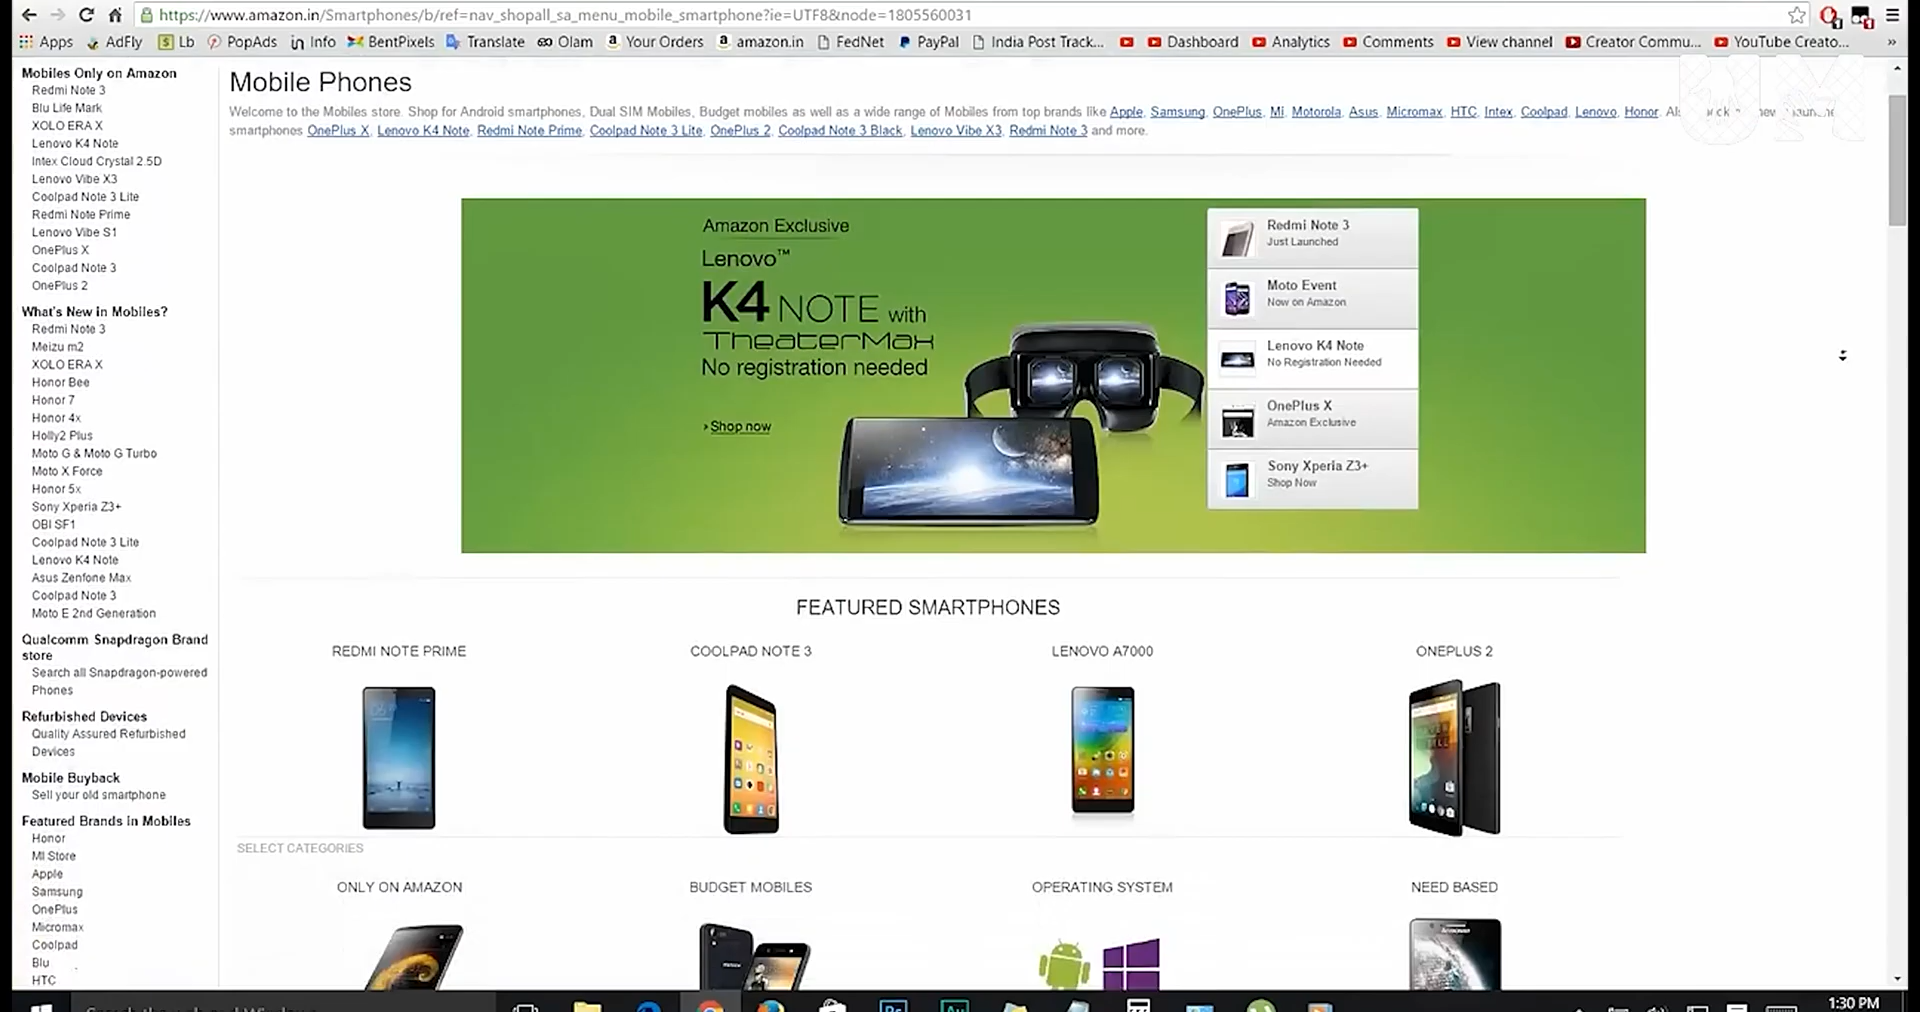 https://www.amazon.in/Smartphones/b/ref=nav_shopall_sa_menu_mobile_smartphone?ie=UTF8&node=1805560031
Apps AdFly Lb PopAds Info BentPixels Translate Olam Your Orders amazon.in FedNet PayPal India Post Track... Dashboard Analytics Comments View channel Creator Commu... YouTube Creato... »
Mobiles Only on Amazon
Redmi Note 3
Blu Life Mark
XOLO ERA X
Lenovo K4 Note
Intex Cloud Crystal 2.5D
Lenovo Vibe X3
Coolpad Note 3 Lite
Redmi Note Prime
Lenovo Vibe S1
OnePlus X
Coolpad Note 3
OnePlus 2
What's New in Mobiles?
Redmi Note 3
Meizu m2
XOLO ERA X
Honor Bee
Honor 7
Honor 4x
Holly2 Plus
Moto G & Moto G Turbo
Moto X Force
Honor 5x
Sony Xperia Z3+
OBI SF1
Coolpad Note 3 Lite
Lenovo K4 Note
Asus Zenfone Max
Coolpad Note 3
Moto E 2nd Generation
Qualcomm Snapdragon Brand
store
Search all Snapdragon-powered
Phones
Refurbished Devices
Quality Assured Refurbished
Devices
Mobile Buyback
Sell your old smartphone
Featured Brands in Mobiles
Honor
MI Store
Apple
Samsung
OnePlus
Micromax
Coolpad
Blu
HTC
Mobile Phones
Welcome to the Mobiles store. Shop for Android smartphones, Dual SIM Mobiles, Budget mobiles as well as a wide range of Mobiles from top brands like Apple, Samsung, OnePlus, Mi, Motorola, Asus, Micromax, HTC, Intex, Coolpad, Lenovo, Honor.
smartphones OnePlus X, Lenovo K4 Note, Redmi Note Prime, Coolpad Note 3 Lite, OnePlus 2, Coolpad Note 3 Black, Lenovo Vibe X3, Redmi Note 3 and more.
Amazon Exclusive
Lenovo™
K4 NOTE with
TheaterMax
No registration needed
Shop now
Redmi Note 3
Just Launched
Moto Event
Now on Amazon
Lenovo K4 Note
No Registration Needed
OnePlus X
Amazon Exclusive
Sony Xperia Z3+
Shop Now
FEATURED SMARTPHONES
REDMI NOTE PRIME COOLPAD NOTE 3 LENOVO A7000 ONEPLUS 2
SELECT CATEGORIES
ONLY ON AMAZON BUDGET MOBILES OPERATING SYSTEM NEED BASED
1:30 PM